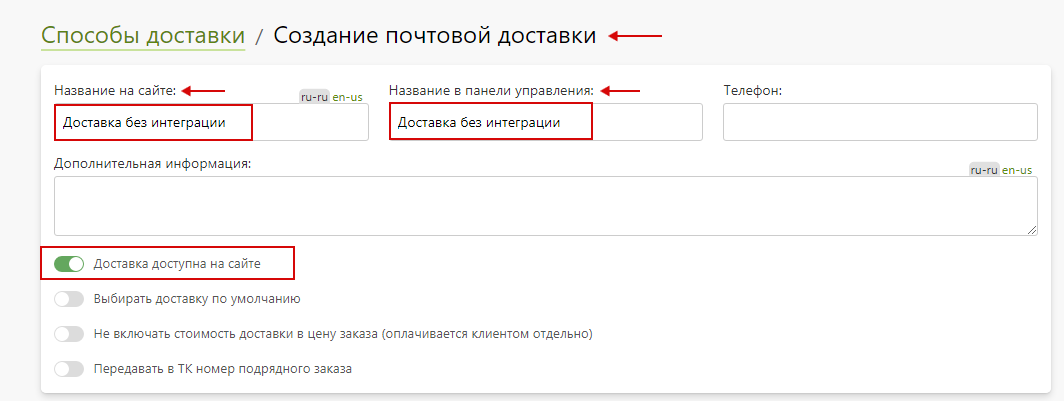 Способы доставки / Создание почтовой доставки
Название на сайте: ru-ru en-us Название в панели управления: Телефон:
Доставка без интеграции Доставка без интеграции
Дополнительная информация: ru-ru en-us
Доставка доступна на сайте
Выбирать доставку по умолчанию
Не включать стоимость доставки в цену заказа (оплачивается клиентом отдельно)
Передавать в ТК номер подрядного заказа